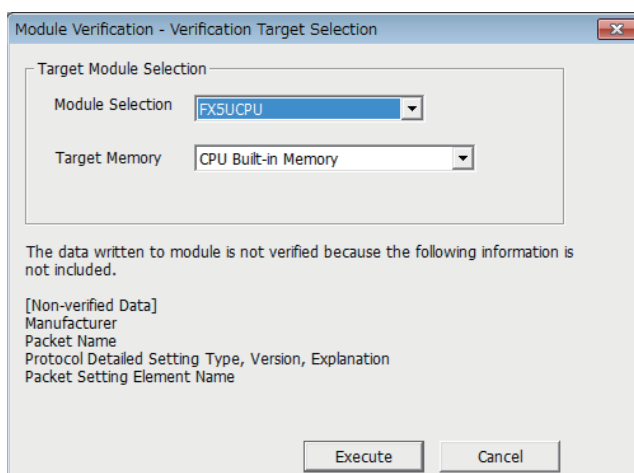 Module Verification - Verification Target Selection
Target Module Selection
Module Selection FX5UCPU
Target Memory CPU Built-in Memory
The data written to module is not verified because the following information is
not included.
[Non-verified Data]
Manufacturer
Packet Name
Protocol Detailed Setting Type, Version, Explanation
Packet Setting Element Name
Execute Cancel